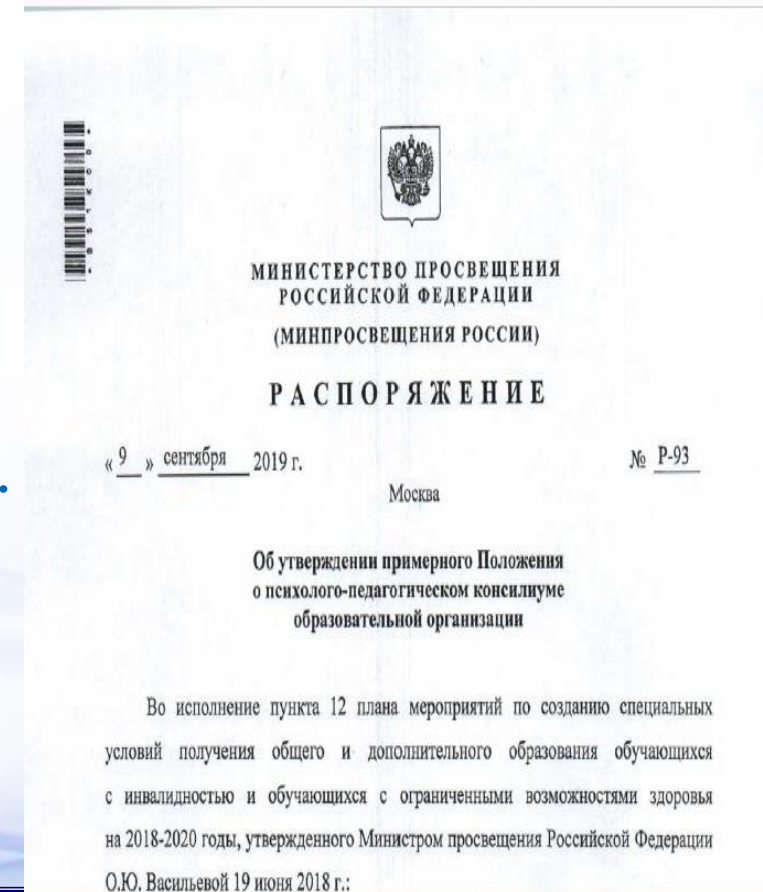 МИНИСТЕРСТВО ПРОСВЕЩЕНИЯ
РОССИЙСКОЙ ФЕДЕРАЦИИ
(МИНПРОСВЕЩЕНИЯ РОССИИ)
РАСПОРЯЖЕНИЕ
« 9 » сентября 2019 г. № Р-93
Москва
Об утверждении примерного Положения
о психолого-педагогическом консилиуме
образовательной организации
Во исполнение пункта 12 плана мероприятий по созданию специальных
условий получения общего и дополнительного образования обучающихся
с инвалидностью и обучающихся с ограниченными возможностями здоровья
на 2018-2020 годы, утвержденного Министром просвещения Российской Федерации
О.Ю. Васильевой 19 июня 2018 г.: